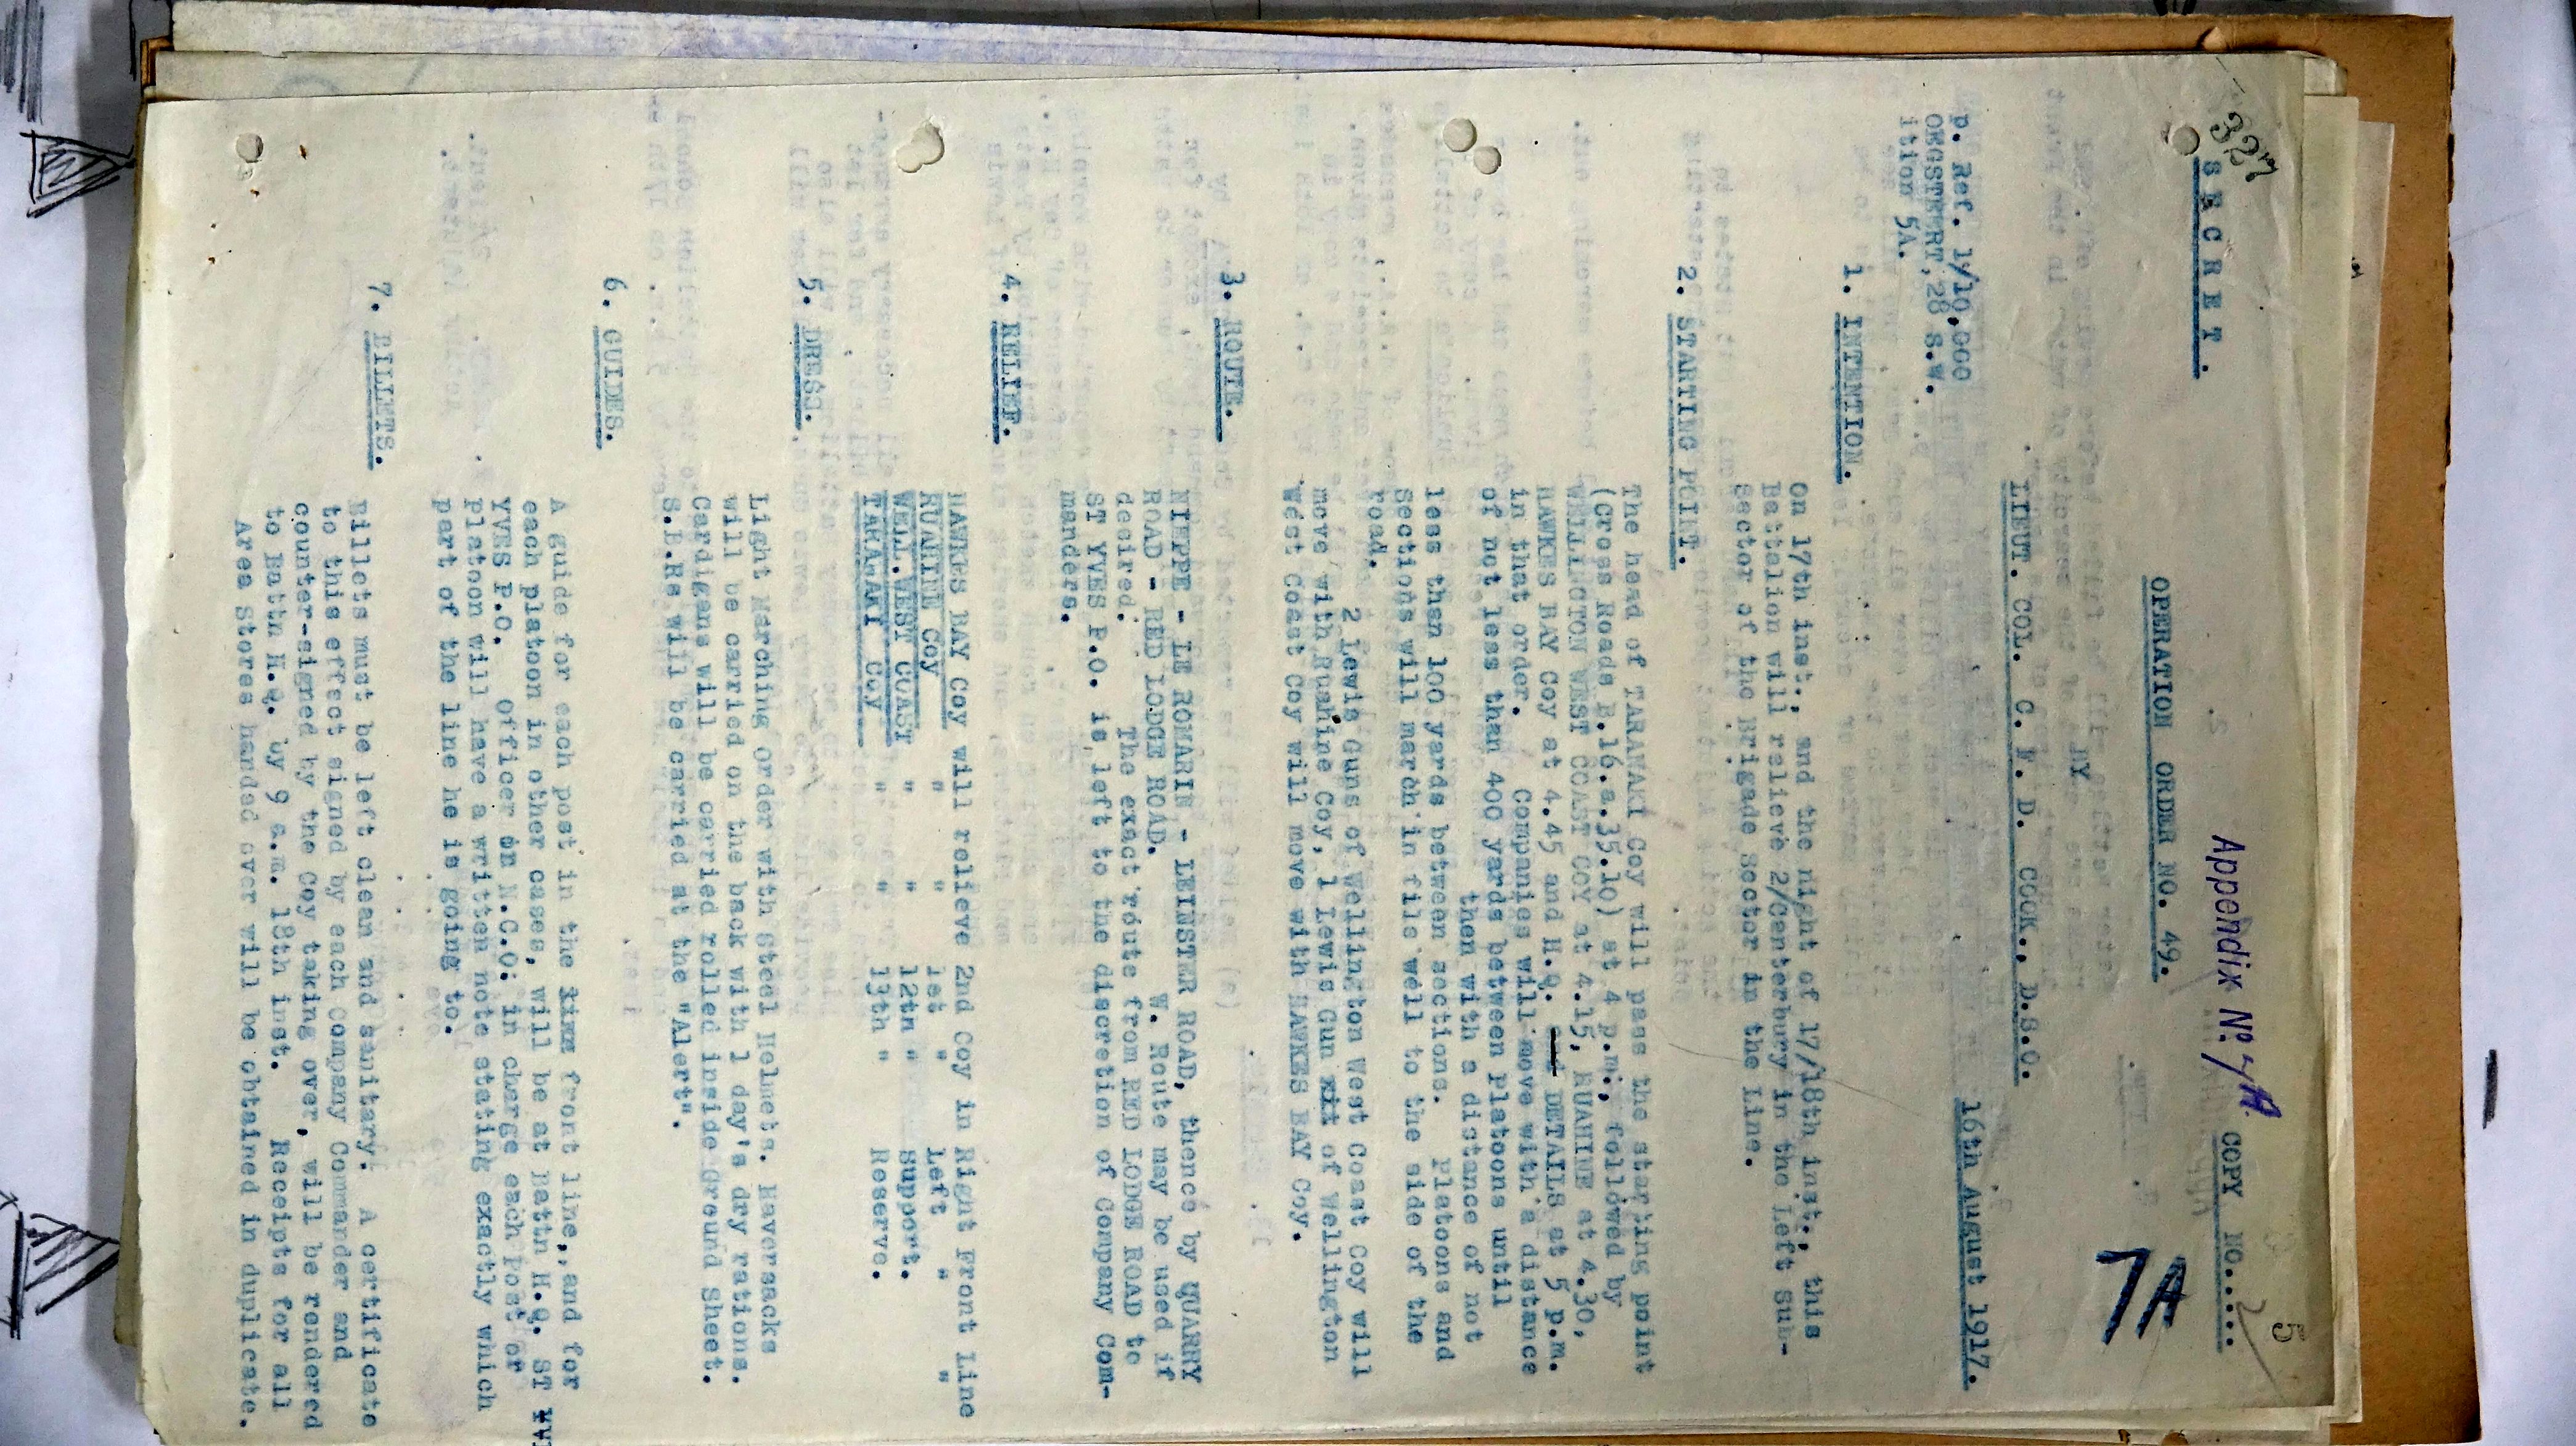 327
S E C R E T.
Appendix No. 7A. COPY NO......
5
7A
OPERATION ORDER NO. 49.
BY
LIEUT. COL. C. F. D. COOK., D.S.O.
16th August 1917.
p. Ref. 1/10,000
OEGSTEERT, 28 S.W.
ition 5A.
1. INTENTION.
On 17th inst., and the night of 17/18th inst., this
Battalion will relieve 2/Centerbury in the Left Sub-
Sector of the Brigade Sector in the Line.
2. STARTING POINT.
The head of TARANAKI Coy will pass the starting point
(Cross Roads B.16.a.35.10) at 4 p.m., followed by
WELLINGTON WEST COAST COY at 4.15, RUAHINE at 4.30,
HAWKES BAY Coy at 4.45 and H.Q. and DETAILS at 5 p.m.
in that order. Companies will move with a distance
of not less than 400 yards between platoons until
then with a distance of not
less then 100 yards between sections. Platoons and
Sections will march in file well to the side of the
road.
2 Lewis Guns of Wellington West Coast Coy will
move with Ruahine Coy, 1 Lewis Gun xit of Wellington
West Coast Coy will move with HAWKES BAY Coy.
3. ROUTE.
NIEPPE - LE ROMARIN - LEINSTER ROAD, thence by QUARRY
ROAD - RED LODGE ROAD. W. Route may be used if
desired. The exact route from RED LODGE ROAD to
ST YVES P.O. is left to the discretion of Company Com-
manders.
4. RELIEF.
HAWKES BAY Coy will relieve 2nd Coy in Right Front Line
RUAHINE Coy " " 1st " Left " "
WELL.WEST COAST " " 12th " Support.
TARANAKI Coy " " 13th " Reserve.
5. DRESS.
Light Marching Order with Steel Helmets. Haversacks
will be carried on the back with 1 day's dry rations.
Cardigans will be carried rolled inside Ground Sheet.
S.B.Rs will be carried at the "Alert".
6. GUIDES.
A guide for each post in the front line, and for
each platoon in other cases, will be at Battn H.Q. ST
YVES P.O. Officer or N.C.O. in charge each Post or
platoon will have a written note stating exactly which
part of the line he is going to.
7. BILLETS.
Billets must be left clean and sanitary. A certificate
to this effect signed by each Company Commander and
counter-signed by the Coy taking over, will be rendered
to Battn H.Q. by 9 a.m. 18th inst. Receipts for all
Area Stores handed over will be obtained in duplicate.